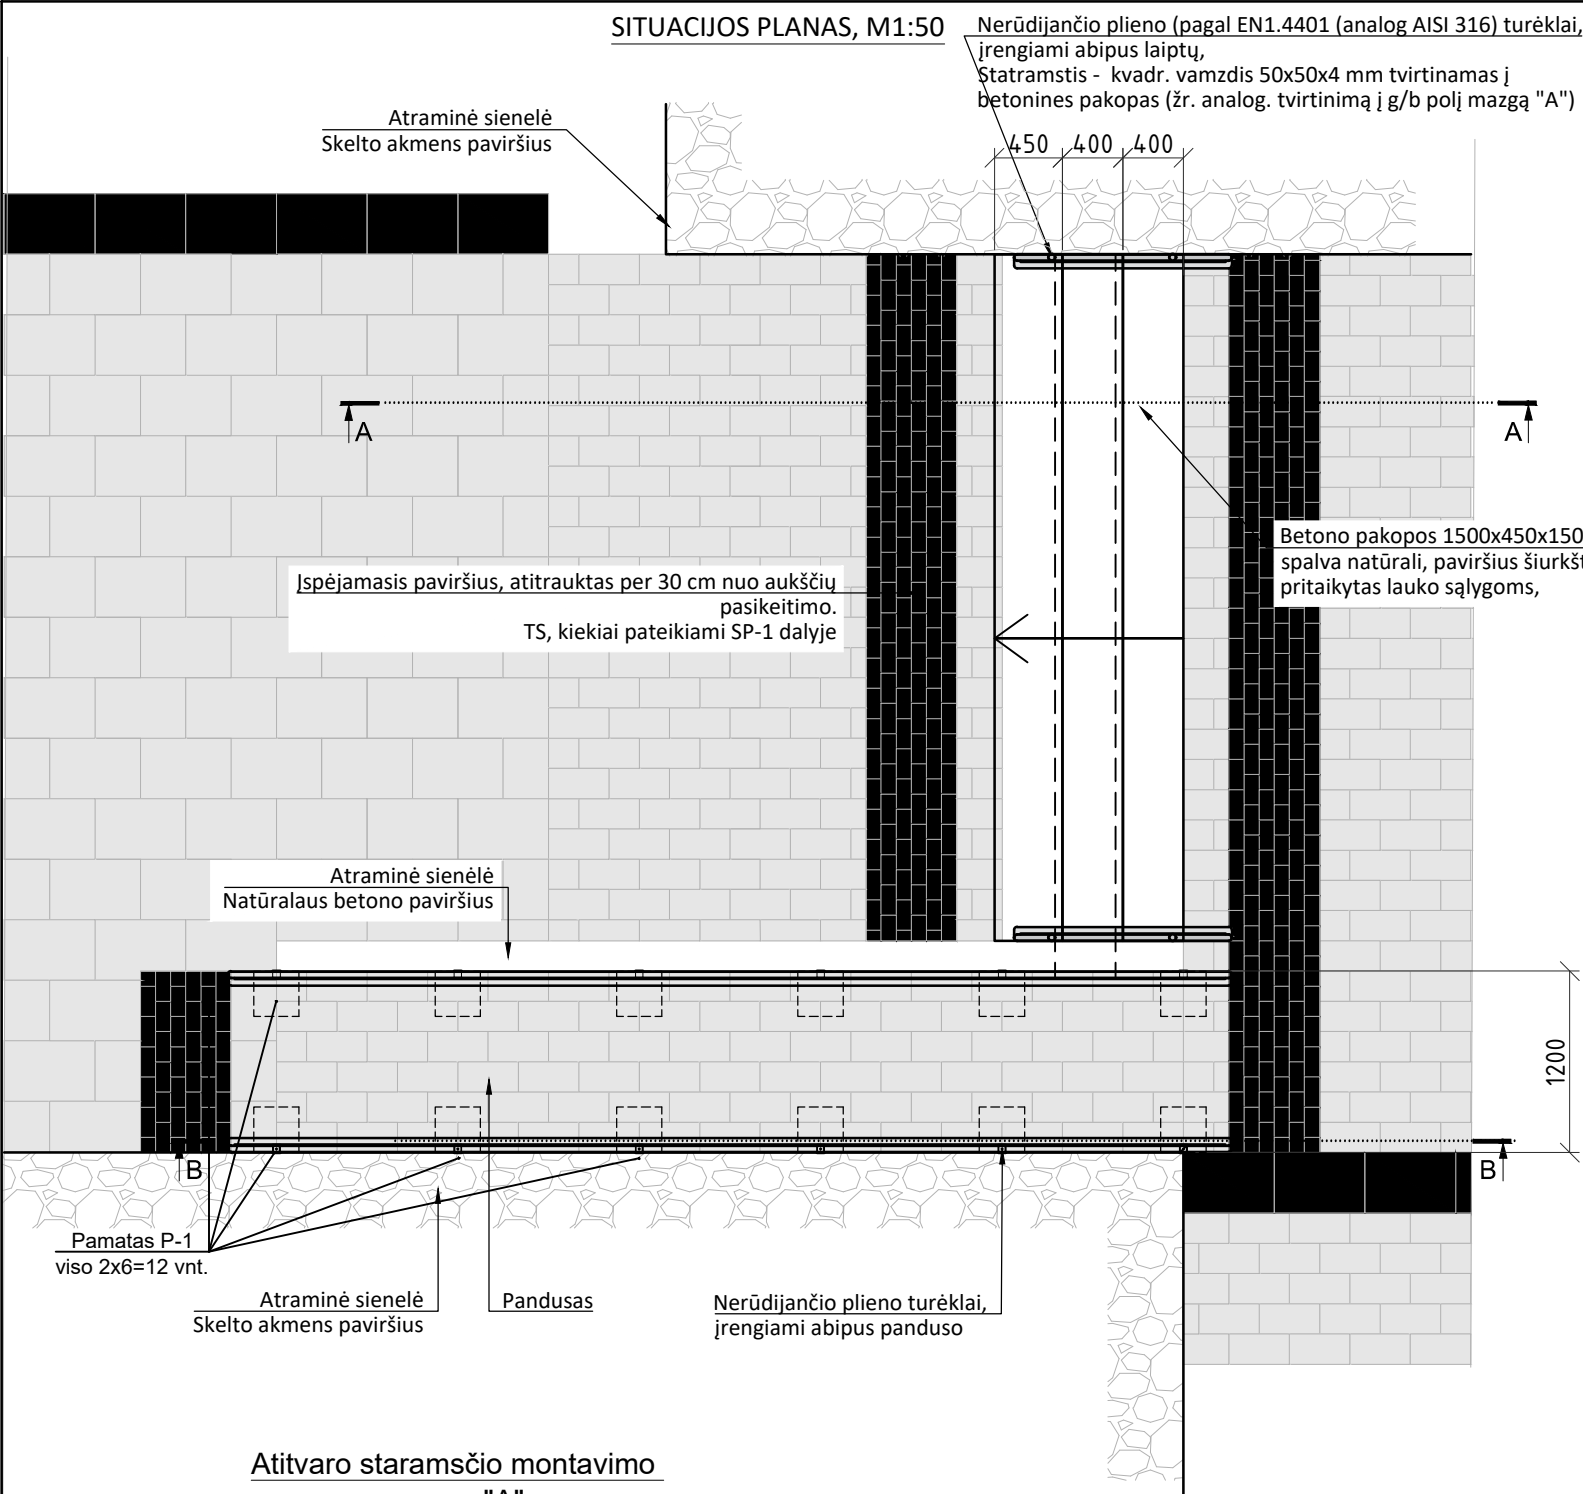 SITUACIJOS PLANAS, M1:50
Nerūdijančio plieno (pagal EN1.4401 (analog AISI 316) turėklai,
įrengiami abipus laiptų,
Statramstis - kvadr. vamzdis 50x50x4 mm tvirtinamas į
betonines pakopas (žr. analog. tvirtinimą į g/b polį mazgą "A")
Atraminė sienelė
Skelto akmens paviršius
450 400 400
A
A
Betono pakopos 1500x450x150
spalva natūrali, paviršius šiurkšt
pritaikytas lauko sąlygoms,
Įspėjamasis paviršius, atitrauktas per 30 cm nuo aukščių
pasikeitimo.
TS, kiekiai pateikiami SP-1 dalyje
Atraminė sienėlė
Natūralaus betono paviršius
1200
B
B
Pamatas P-1
viso 2x6=12 vnt.
Atraminė sienelė
Skelto akmens paviršius
Pandusas
Nerūdijančio plieno turėklai,
įrengiami abipus panduso
Atitvaro staramsčio montavimo
"A"